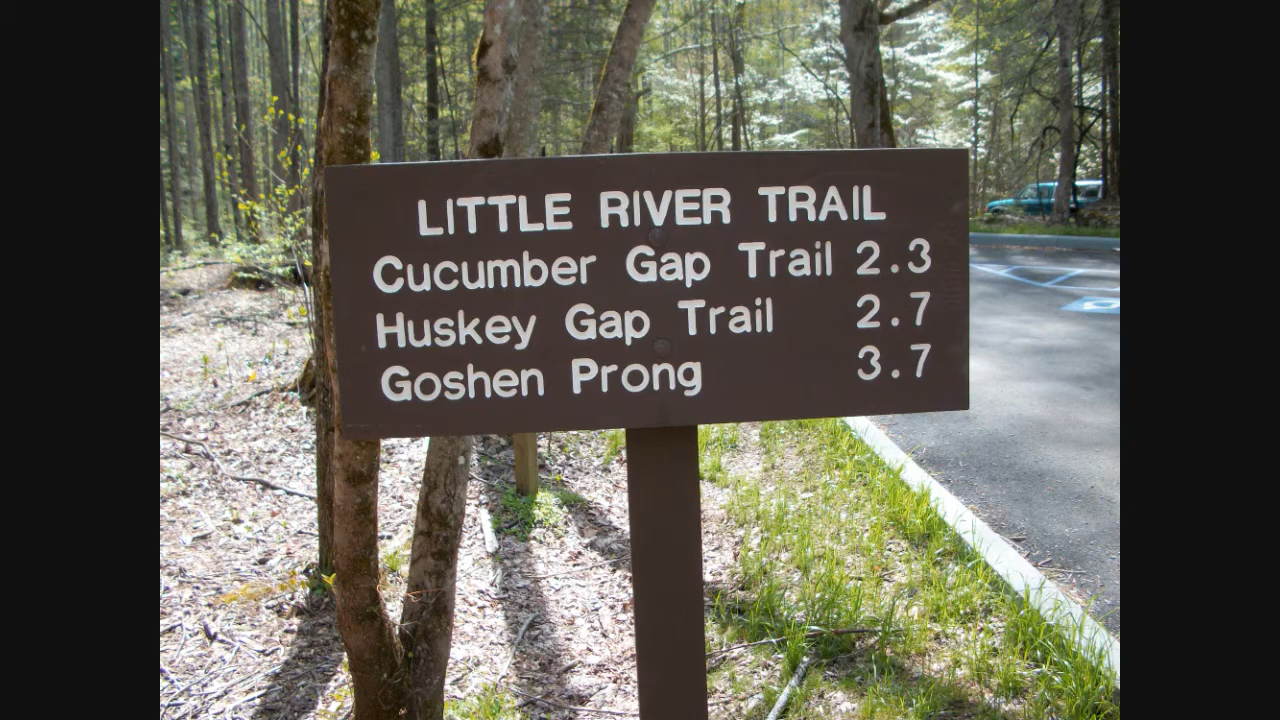 LITTLE RIVER TRAIL
Cucumber Gap Trail 2.3
Huskey Gap Trail 2.7
Goshen Prong 3.7